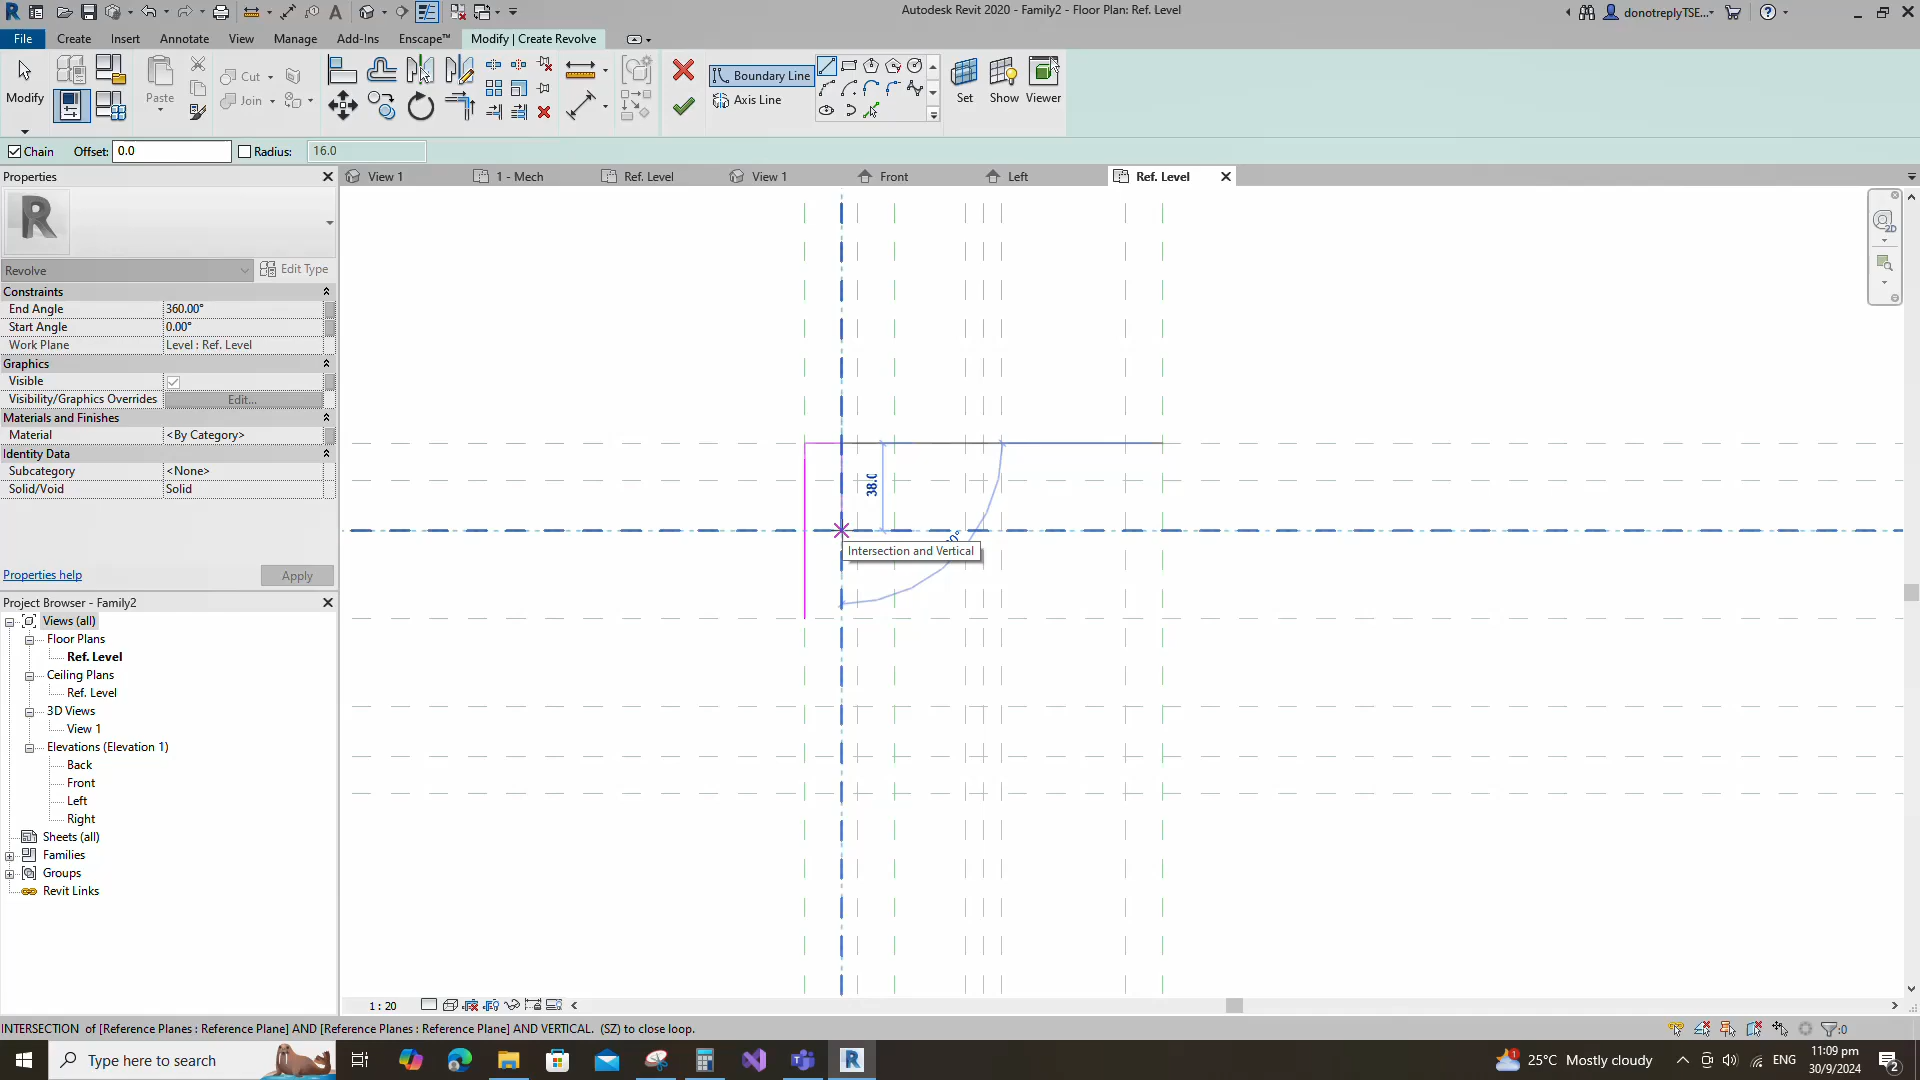 Autodesk Revit 2020 - Family2 - Floor Plan: Ref. Level
donotreplyTSE...
File
Create
Insert
Annotate
View
Manage
Add-Ins
Enscape™
Modify | Create Revolve
Modify
Paste
Cut
Join
Boundary Line
Axis Line
Set
Show
Viewer
Chain
Offset:
0.0
Radius:
16.0
Properties
View 1
1 - Mech
Ref. Level
View 1
Front
Left
Ref. Level
Revolve
Edit Type
Constraints
End Angle 360.00°
Start Angle 0.00°
Work Plane Level : Ref. Level
Graphics
Visible
Visibility/Graphics Overrides Edit...
Materials and Finishes
Material <By Category>
Identity Data
Subcategory <None>
Solid/Void Solid
Properties help
Apply
Project Browser - Family2
Views (all)
Floor Plans
Ref. Level
Ceiling Plans
Ref. Level
3D Views
View 1
Elevations (Elevation 1)
Back
Front
Left
Right
Sheets (all)
Families
Groups
Revit Links
38.0
Intersection and Vertical
2D
1 : 20
INTERSECTION of [Reference Planes : Reference Plane] AND [Reference Planes : Reference Plane] AND VERTICAL. (SZ) to close loop.
:0
Type here to search
1
25°C Mostly cloudy
ENG
11:09 pm
30/9/2024
2